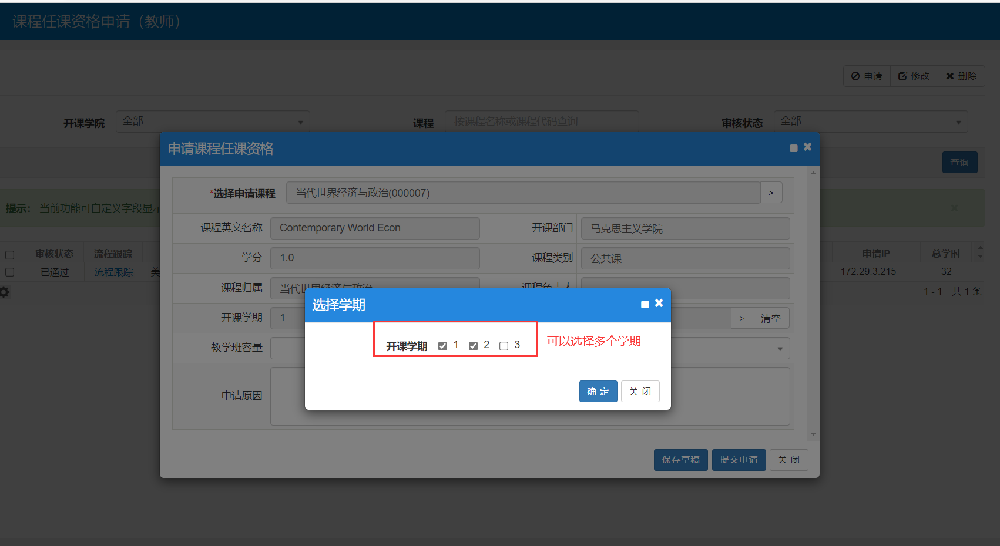 课程任课资格申请（教师）
申请 修改 删除
开课学院 全部 课程 按课程名称或课程代码查询 审核状态 全部
申请课程任课资格
查询
*选择申请课程 当代世界经济与政治(000007) >
提示： 当前功能可自定义字段显示
课程英文名称 Contemporary World Econ 开课部门 马克思主义学院
审核状态 流程跟踪 申请IP 总学时
学分 1.0 课程类别 公共课
已通过 流程跟踪 美 172.29.3.215 32
课程归属 当代世界经济与政治 课程负责人
1 - 1 共 1 条
选择学期
开课学期 1 > 清空
开课学期 1 2 3 可以选择多个学期
教学班容量
确 定 关 闭
申请原因
保存草稿 提交申请 关 闭